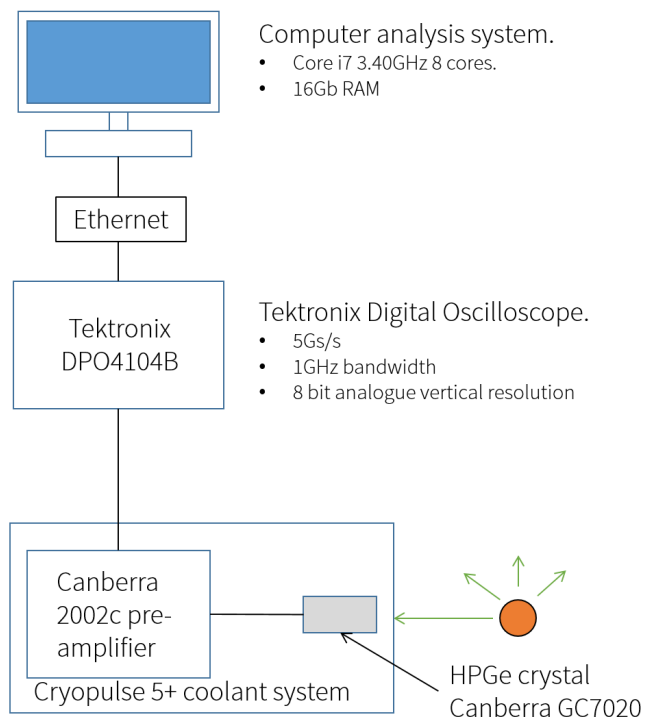 Computer analysis system.
• Core i7 3.40GHz 8 cores.
• 16Gb RAM
Ethernet
Tektronix
DPO4104B
Tektronix Digital Oscilloscope.
• 5Gs/s
• 1GHz bandwidth
• 8 bit analogue vertical resolution
Canberra
2002c pre-
amplifier
Cryopulse 5+ coolant system
HPGe crystal
Canberra GC7020